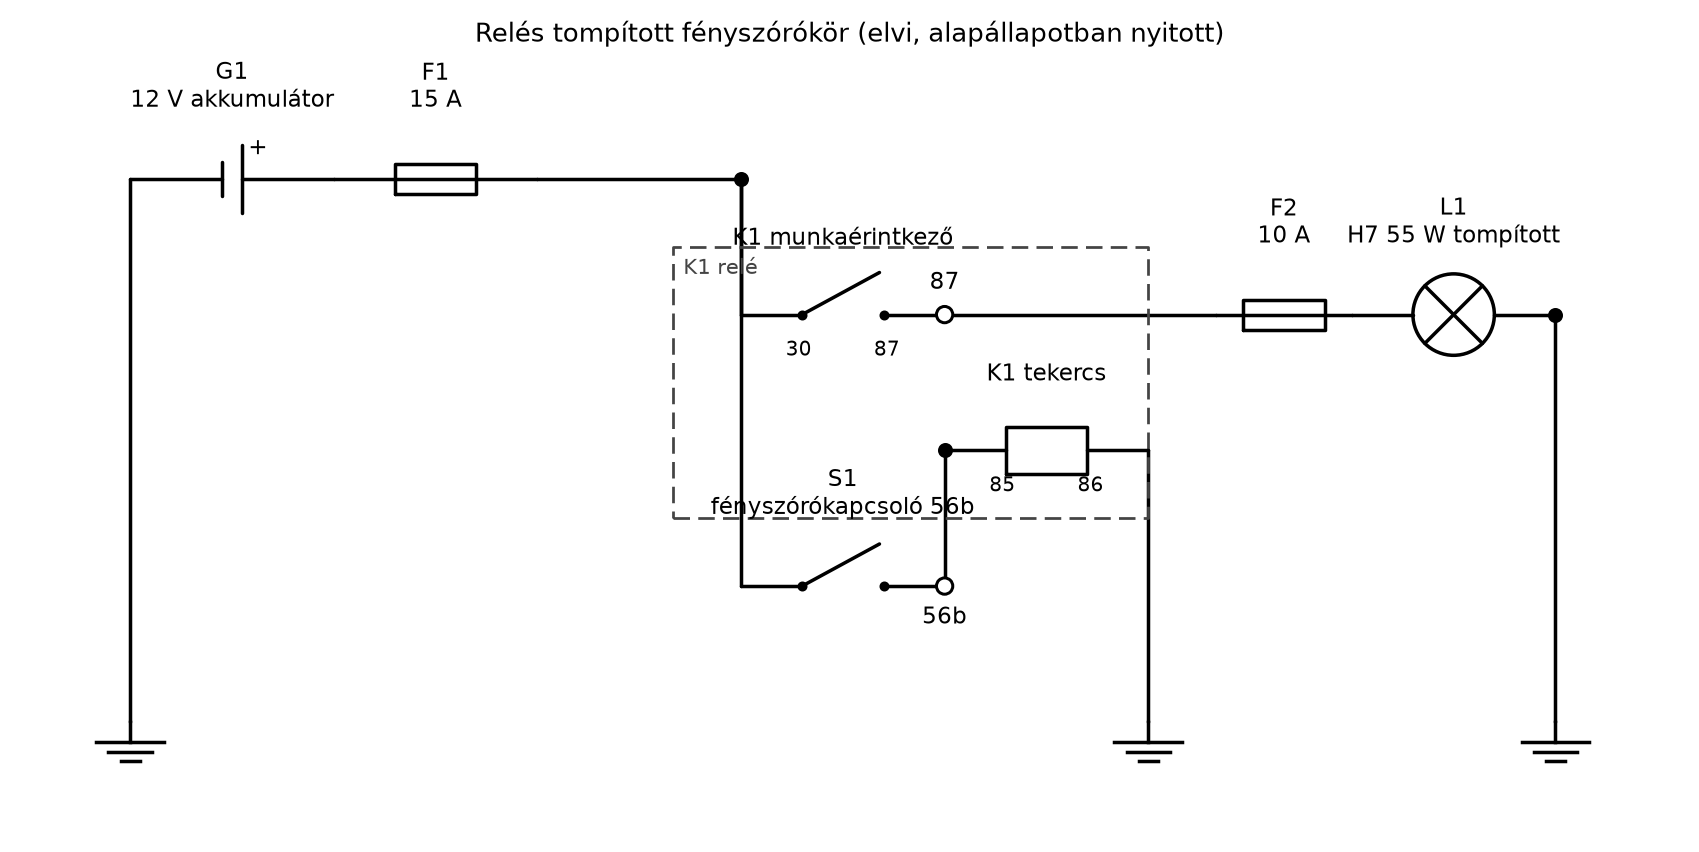 Relés tompított fényszórókör (elvi, alapállapotban nyitott)
G1
12 V akkumulátor
F1
15 A
+
F2
10 A
L1
H7 55 W tompított
K1 munkaérintkező
K1 relé
87
30
87
K1 tekercs
85
86
S1
fényszórókapcsoló 56b
56b